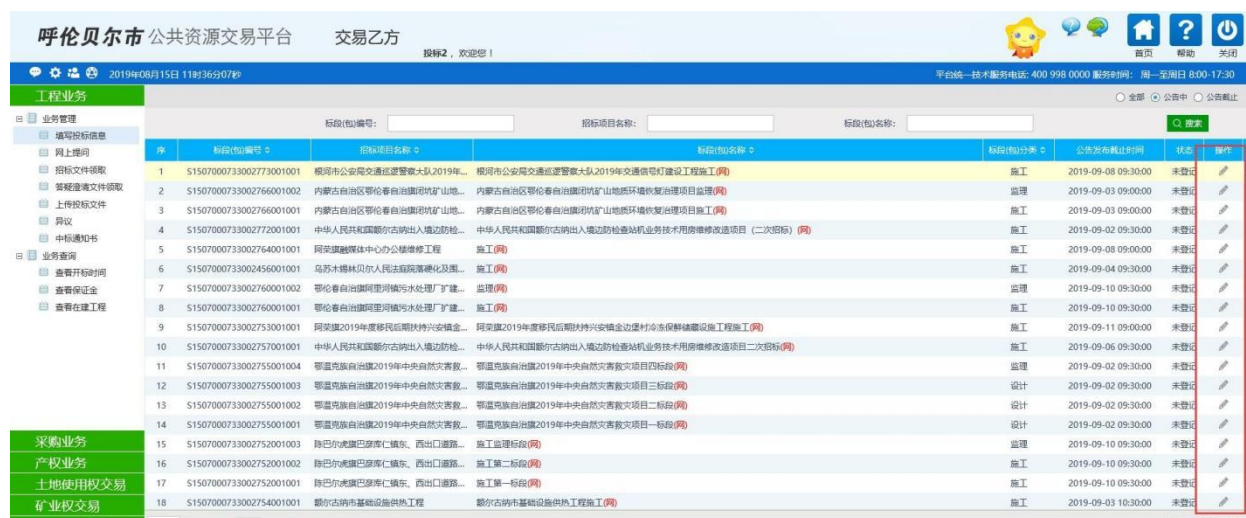 呼伦贝尔市 公共资源交易平台 交易乙方 投标2，欢迎您！
首页 帮助 关闭
2019年08月15日 11时36分07秒 平台统一技术服务电话: 400 998 0000 服务时间: 周一至周日 8:00-17:30
工程业务
业务管理
填写投标信息
网上提问
招标文件领取
答疑澄清文件领取
上传投标文件
异议
中标通知书
业务查询
查看开标时间
查看保证金
查看在建工程
采购业务
产权业务
土地使用权交易
矿业权交易
全部 公告中 公告截止
标段(包)编号: 招标项目名称: 标段(包)名称: 搜索
序 标段(包)编号 招标项目名称 标段(包)名称 标段(包)分类 公告发布截止时间 状态 操作
1 S1507000733002773001001 根河市公安局交通巡逻警察大队2019年... 根河市公安局交通巡逻警察大队2019年交通信号灯建设工程施工(网) 施工 2019-09-08 09:30:00 未登记
2 S1507000733002766001002 内蒙古自治区鄂伦春自治旗闭坑矿山地... 内蒙古自治区鄂伦春自治旗闭坑矿山地质环境恢复治理项目监理(网) 监理 2019-09-03 09:00:00 未登记
3 S1507000733002766001001 内蒙古自治区鄂伦春自治旗闭坑矿山地... 内蒙古自治区鄂伦春自治旗闭坑矿山地质环境恢复治理项目施工(网) 施工 2019-09-03 09:00:00 未登记
4 S1507000733002772001001 中华人民共和国额尔古纳出入境边防检... 中华人民共和国额尔古纳出入境边防检查站机业务技术用房维修改造项目（二次招标）(网) 施工 2019-09-02 09:30:00 未登记
5 S1507000733002764001001 阿荣旗融媒体中心办公楼维修工程 施工(网) 施工 2019-09-08 09:00:00 未登记
6 S1507000733002456001001 乌苏木锡林贝尔人民法庭院落硬化及围... 施工(网) 施工 2019-09-04 09:30:00 未登记
7 S1507000733002760001002 鄂伦春自治旗阿里河镇污水处理厂扩建... 监理(网) 监理 2019-09-10 09:30:00 未登记
8 S1507000733002760001001 鄂伦春自治旗阿里河镇污水处理厂扩建... 施工(网) 施工 2019-09-10 09:30:00 未登记
9 S1507000733002753001001 阿荣旗2019年度移民后期扶持兴安镇金... 阿荣旗2019年度移民后期扶持兴安镇金边堡村冷冻保鲜储藏设施工程施工(网) 施工 2019-09-11 09:00:00 未登记
10 S1507000733002757001001 中华人民共和国额尔古纳出入境边防检... 中华人民共和国额尔古纳出入境边防检查站机业务技术用房维修改造项目二次招标(网) 施工 2019-09-06 09:30:00 未登记
11 S1507000733002755001004 鄂温克族自治旗2019年中央自然灾害救... 鄂温克族自治旗2019年中央自然灾害救灾项目四标段(网) 监理 2019-09-02 09:30:00 未登记
12 S1507000733002755001003 鄂温克族自治旗2019年中央自然灾害救... 鄂温克族自治旗2019年中央自然灾害救灾项目三标段(网) 设计 2019-09-02 09:30:00 未登记
13 S1507000733002755001002 鄂温克族自治旗2019年中央自然灾害救... 鄂温克族自治旗2019年中央自然灾害救灾项目二标段(网) 设计 2019-09-02 09:30:00 未登记
14 S1507000733002755001001 鄂温克族自治旗2019年中央自然灾害救... 鄂温克族自治旗2019年中央自然灾害救灾项目一标段(网) 设计 2019-09-02 09:30:00 未登记
15 S1507000733002752001003 陈巴尔虎旗巴彦库仁镇东、西出口道路... 施工监理标段(网) 监理 2019-09-10 09:30:00 未登记
16 S1507000733002752001002 陈巴尔虎旗巴彦库仁镇东、西出口道路... 施工第二标段(网) 施工 2019-09-10 09:30:00 未登记
17 S1507000733002752001001 陈巴尔虎旗巴彦库仁镇东、西出口道路... 施工第一标段(网) 施工 2019-09-10 09:30:00 未登记
18 S1507000733002754001001 额尔古纳市基础设施供热工程 额尔古纳市基础设施供热工程施工(网) 施工 2019-09-03 10:30:00 未登记